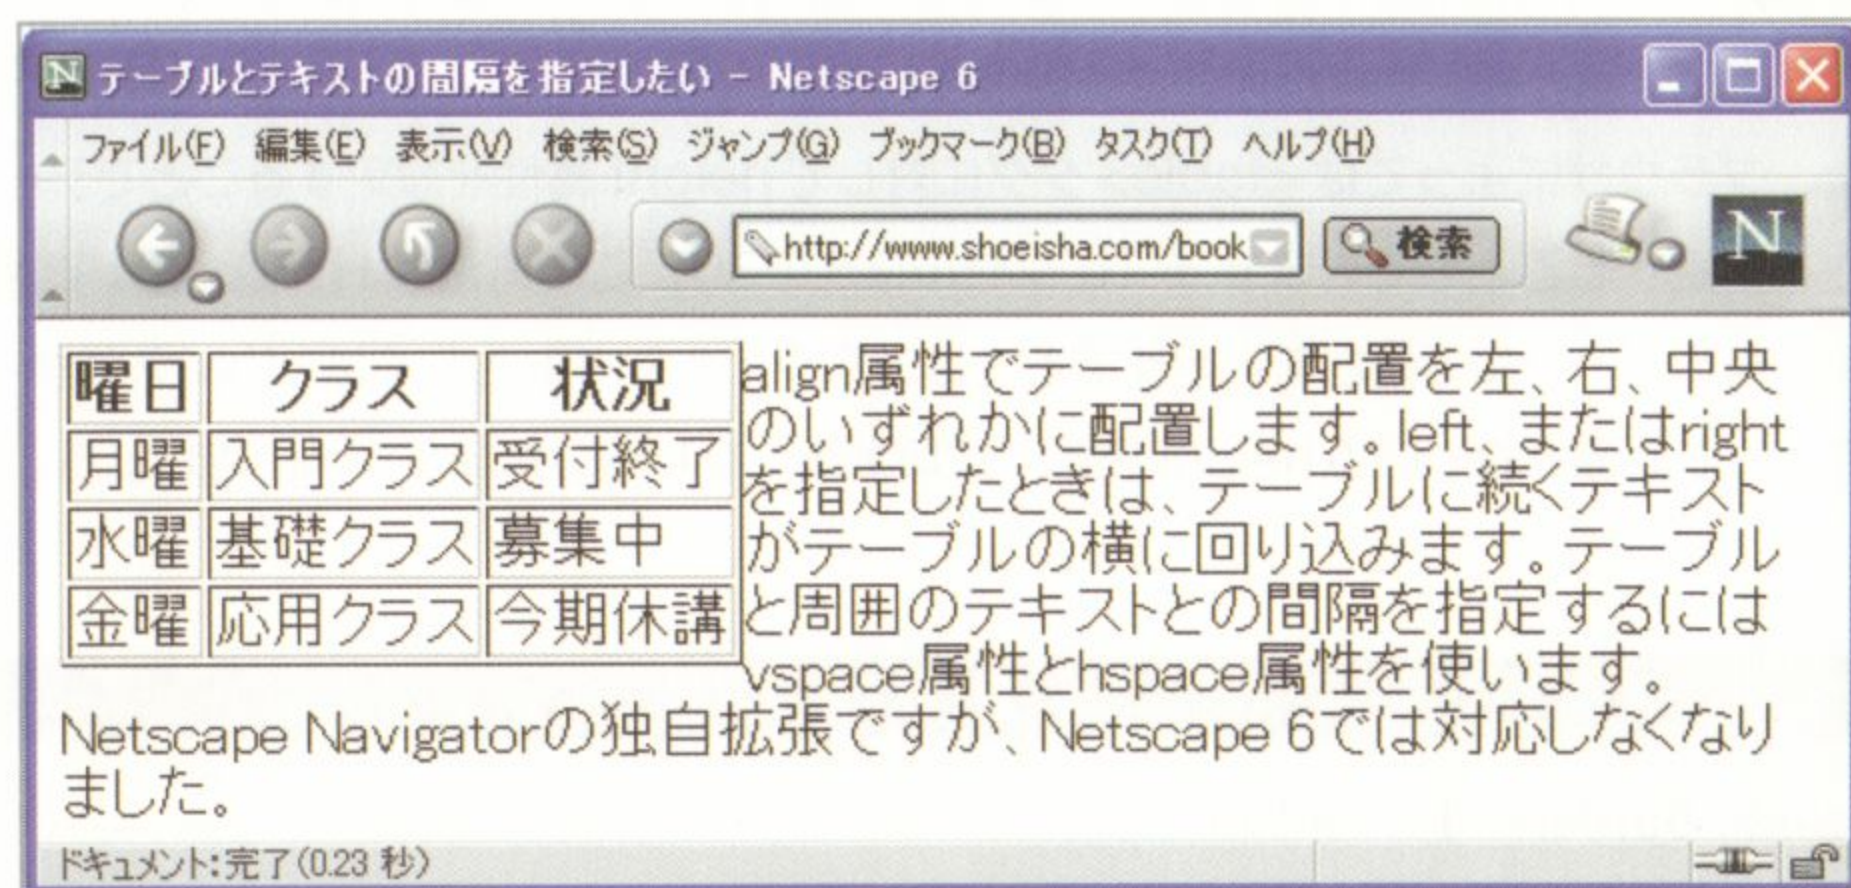 テーブルとテキストの間隔を指定したい - Netscape 6
ファイル(F) 編集(E) 表示(V) 検索(S) ジャンプ(G) ブックマーク(B) タスク(T) ヘルプ(H)
http://www.shoeisha.com/book 検索 N
曜日 クラス 状況
月曜 入門クラス 受付終了
水曜 基礎クラス 募集中
金曜 応用クラス 今期休講
align属性でテーブルの配置を左、右、中央
のいずれかに配置します。left、またはright
を指定したときは、テーブルに続くテキスト
がテーブルの横に回り込みます。テーブル
と周囲のテキストとの間隔を指定するには
vspace属性とhspace属性を使います。
Netscape Navigatorの独自拡張ですが、Netscape 6では対応しなくなり
ました。
ドキュメント:完了(0.23 秒)